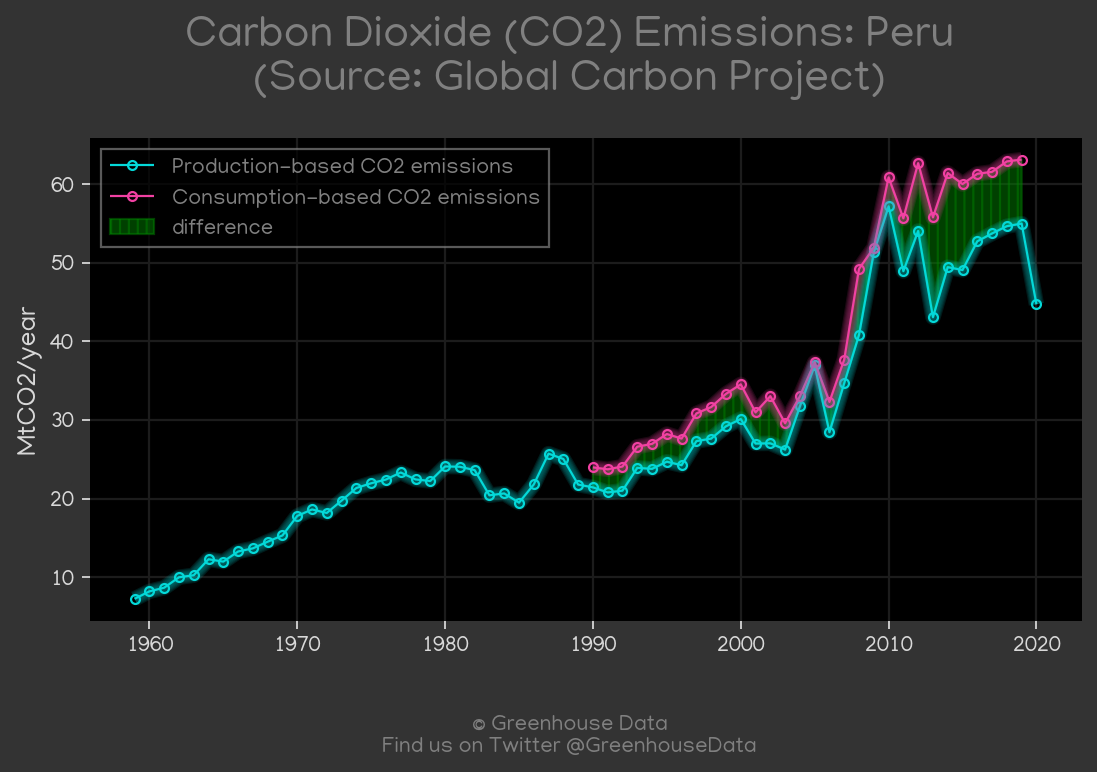 Carbon Dioxide (CO2) Emissions: Peru
(Source: Global Carbon Project)
Production-based CO2 emissions
Consumption-based CO2 emissions
difference
MtCO2/year
60
50
40
30
20
10
1960 1970 1980 1990 2000 2010 2020
© Greenhouse Data
Find us on Twitter @GreenhouseData